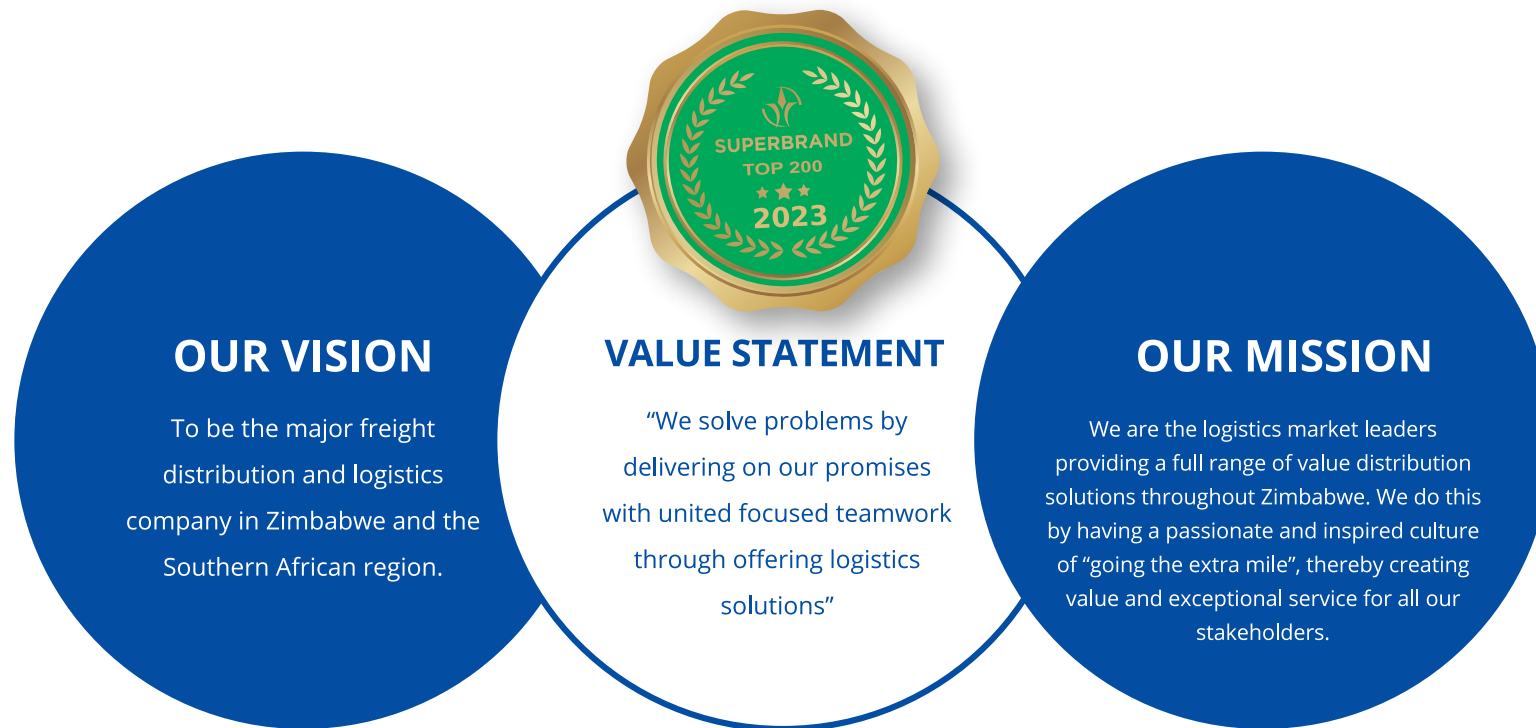 SUPERBRAND
TOP 200
2023
OUR VISION
To be the major freight
distribution and logistics
company in Zimbabwe and the
Southern African region.
VALUE STATEMENT
“We solve problems by
delivering on our promises
with united focused teamwork
through offering logistics
solutions”
OUR MISSION
We are the logistics market leaders
providing a full range of value distribution
solutions throughout Zimbabwe. We do this
by having a passionate and inspired culture
of “going the extra mile”, thereby creating
value and exceptional service for all our
stakeholders.